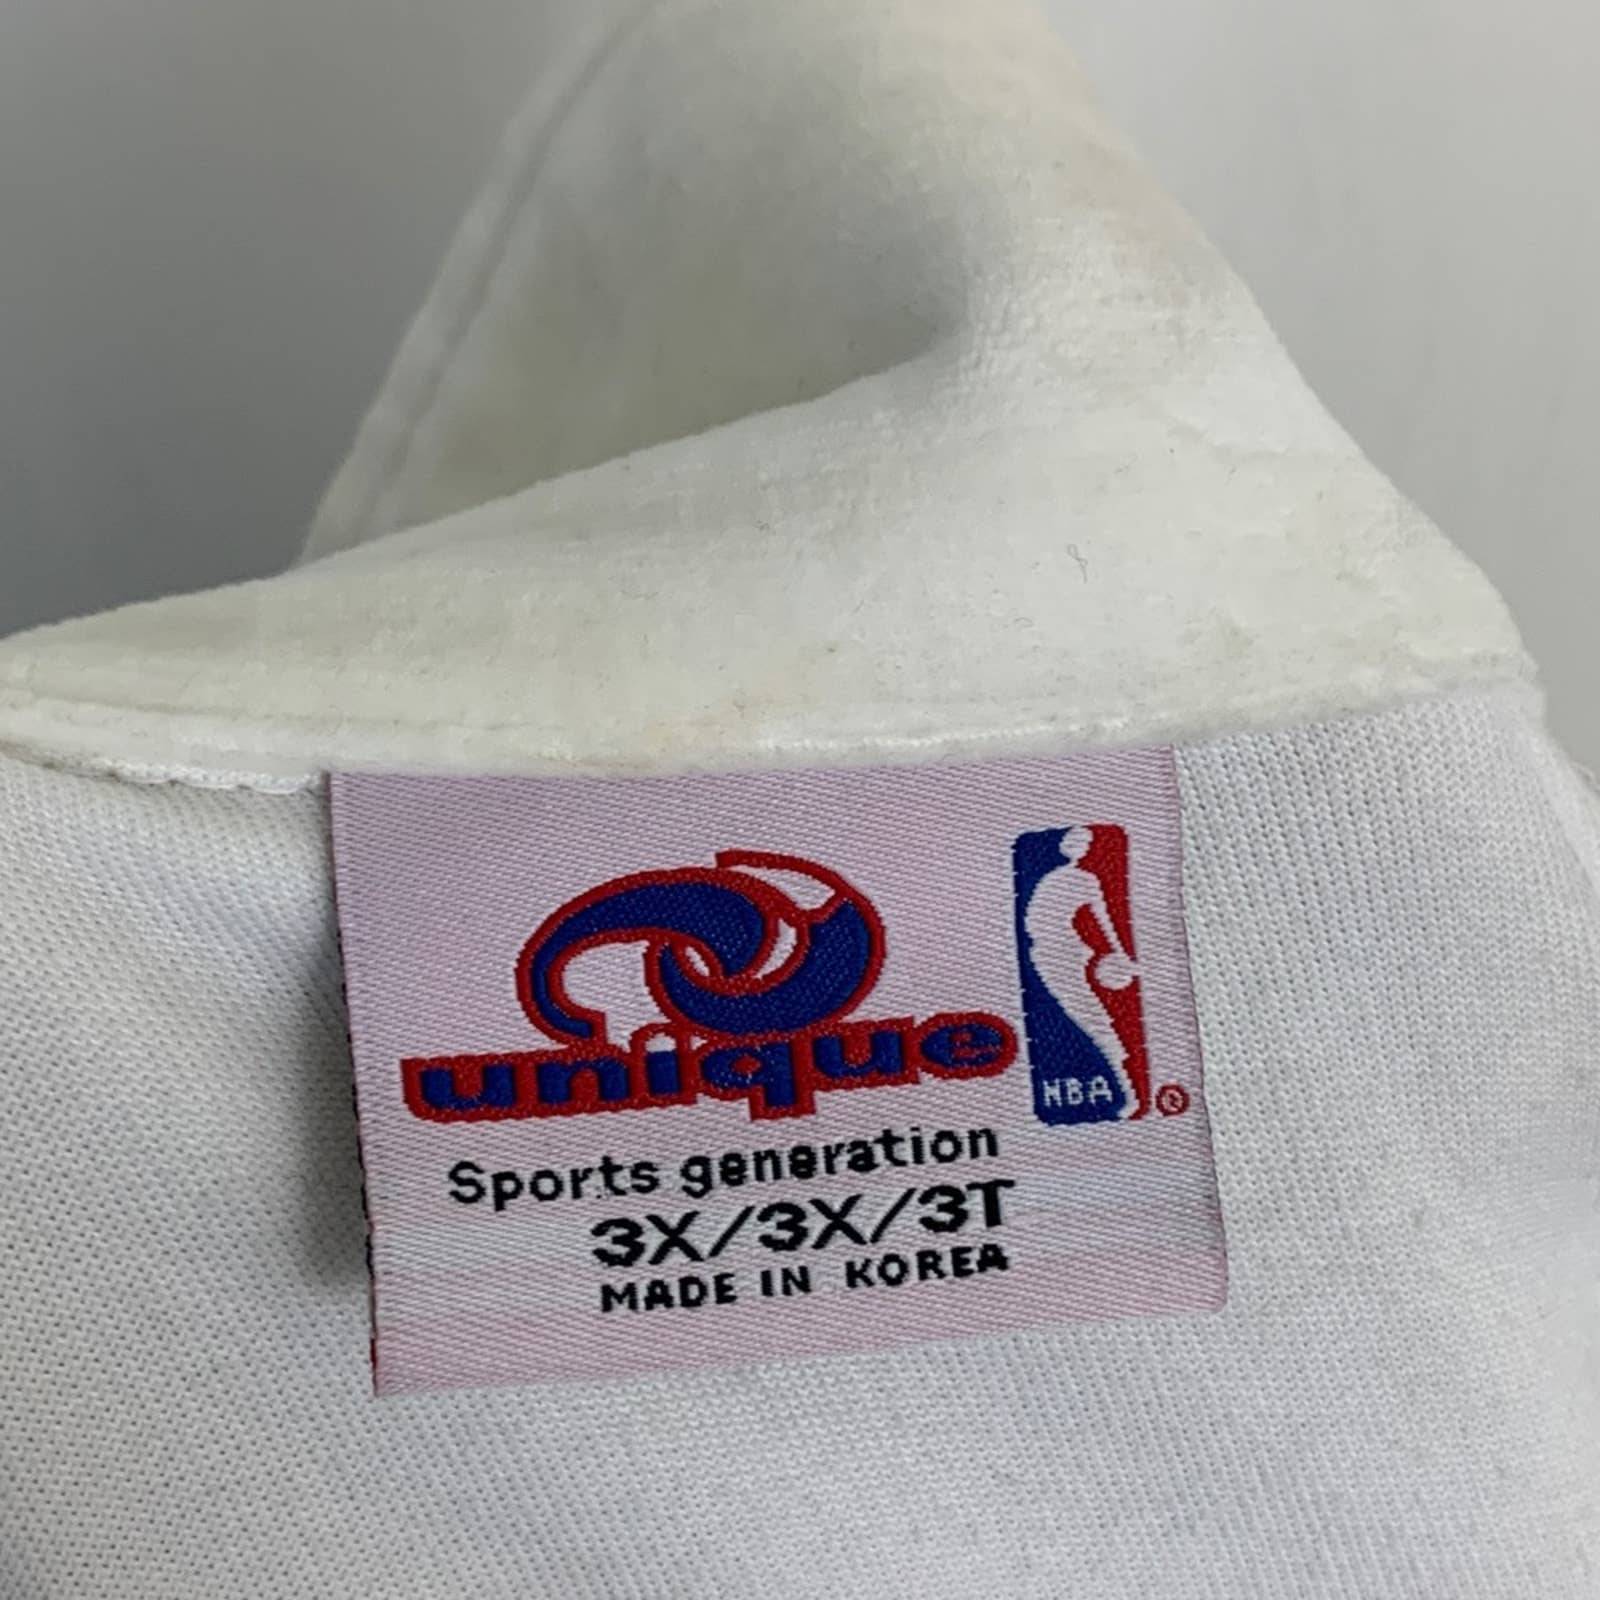 unique
NBA ®
Sports generation
3X/3X/3T
MADE IN KOREA